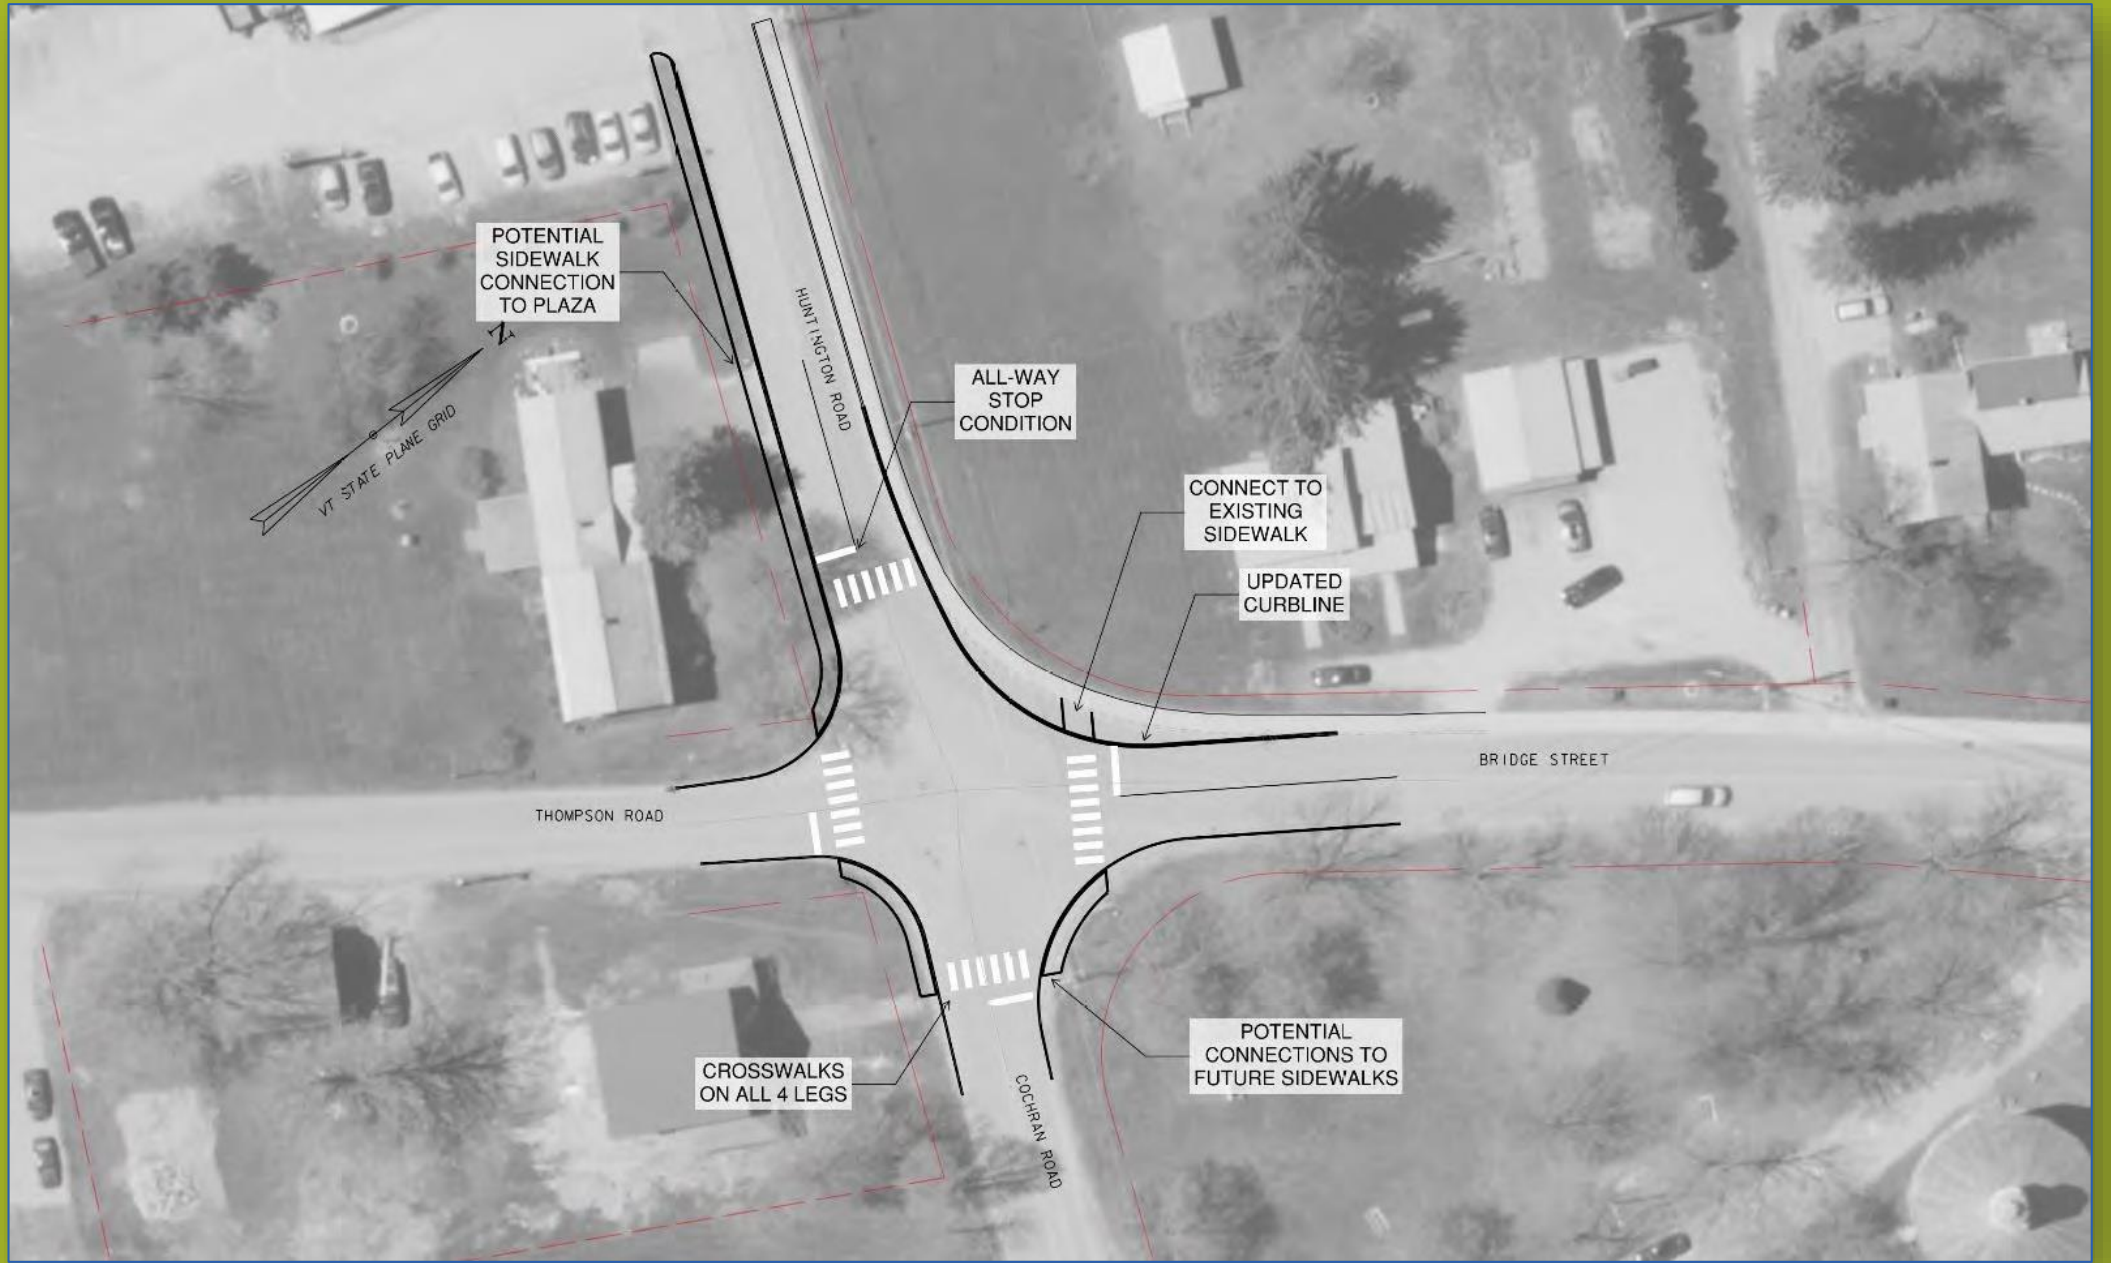 POTENTIAL
SIDEWALK
CONNECTION
TO PLAZA
HUNTINGTON ROAD
N
VT STATE PLANE GRID
ALL-WAY
STOP
CONDITION
CONNECT TO
EXISTING
SIDEWALK
UPDATED
CURBLINE
BRIDGE STREET
THOMPSON ROAD
CROSSWALKS
ON ALL 4 LEGS
POTENTIAL
CONNECTIONS TO
FUTURE SIDEWALKS
COCHRAN ROAD